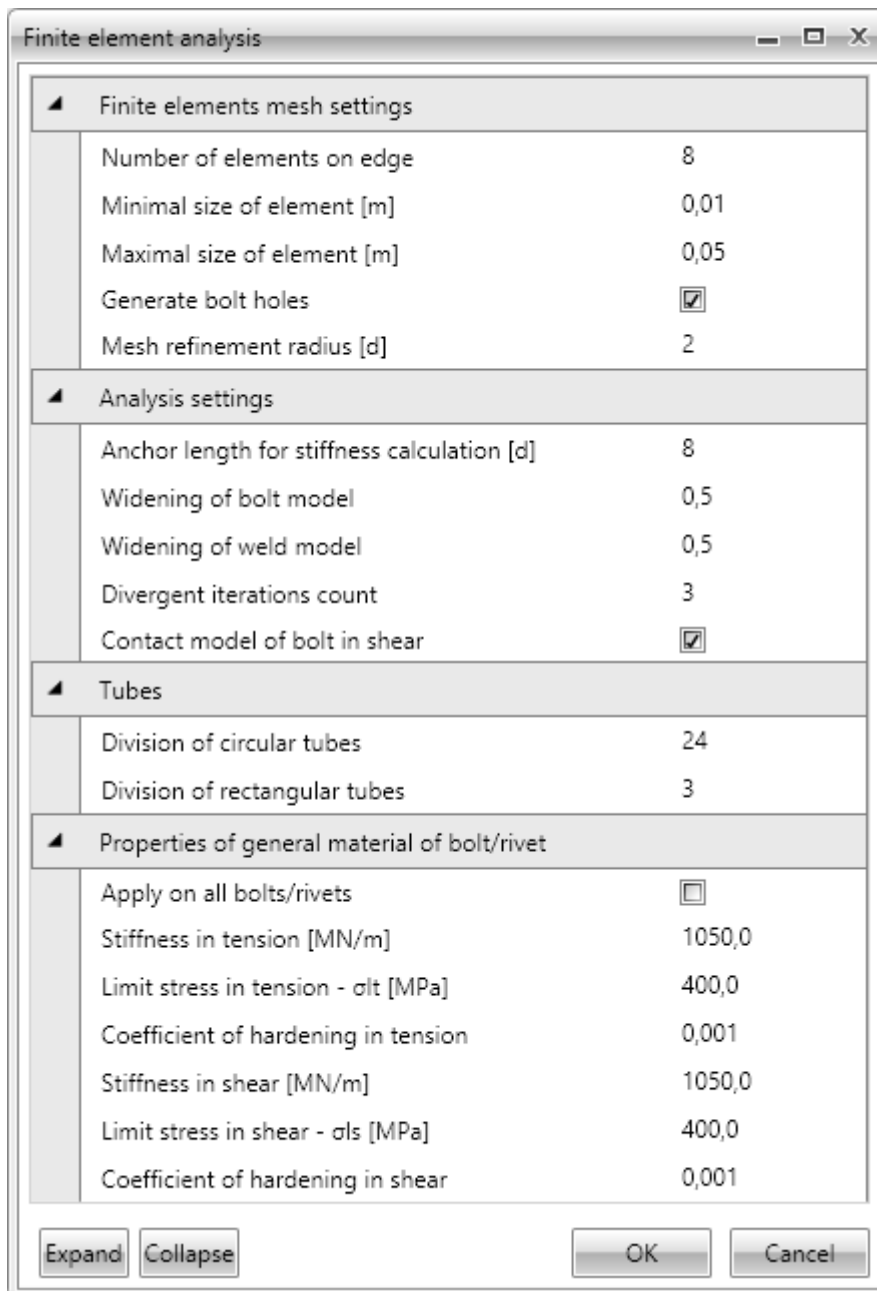 Finite element analysis
Finite elements mesh settings
Number of elements on edge 8
Minimal size of element [m] 0,01
Maximal size of element [m] 0,05
Generate bolt holes
Mesh refinement radius [d] 2
Analysis settings
Anchor length for stiffness calculation [d] 8
Widening of bolt model 0,5
Widening of weld model 0,5
Divergent iterations count 3
Contact model of bolt in shear
Tubes
Division of circular tubes 24
Division of rectangular tubes 3
Properties of general material of bolt/rivet
Apply on all bolts/rivets
Stiffness in tension [MN/m] 1050,0
Limit stress in tension - σlt [MPa] 400,0
Coefficient of hardening in tension 0,001
Stiffness in shear [MN/m] 1050,0
Limit stress in shear - σls [MPa] 400,0
Coefficient of hardening in shear 0,001
Expand Collapse OK Cancel